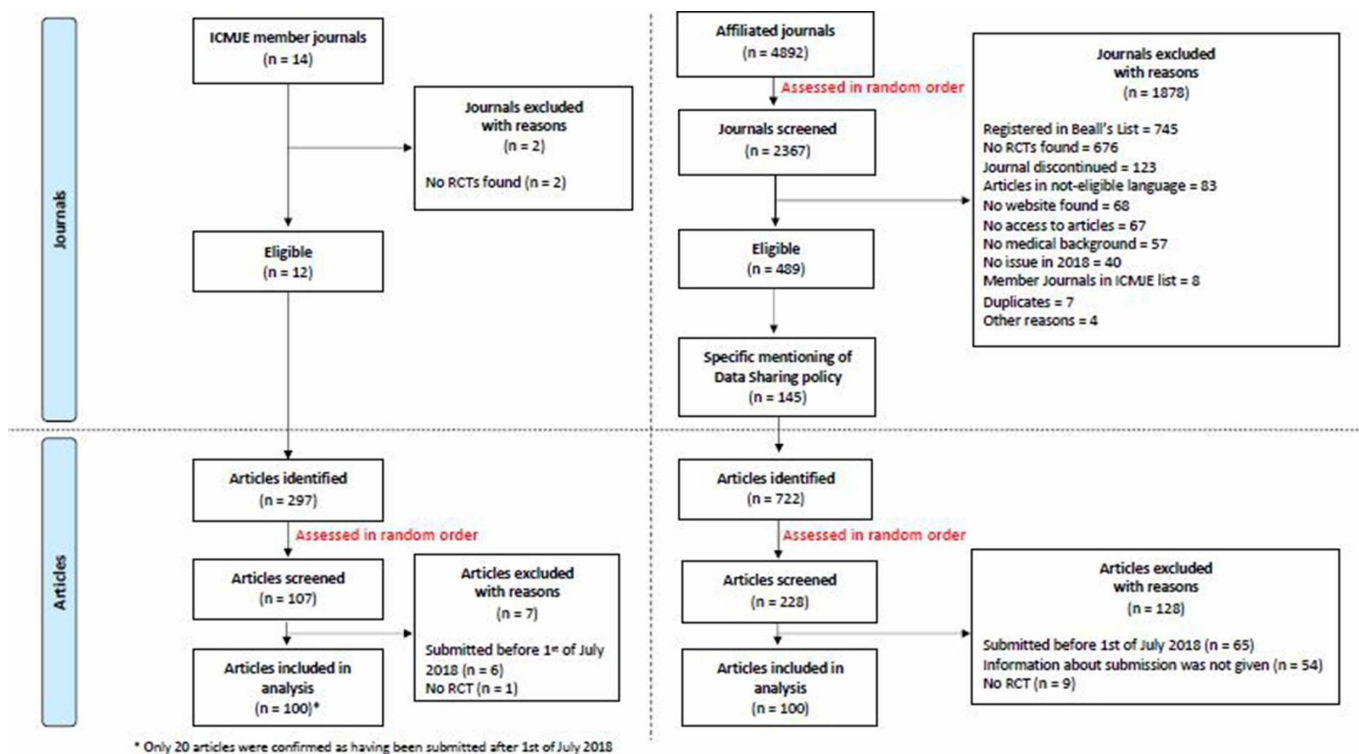 Journals
ICMJE member journals
(n = 14)
Journals excluded
with reasons
(n = 2)
No RCTs found (n = 2)
Eligible
(n = 12)
Affiliated journals
(n = 4892)
Assessed in random order
Journals screened
(n = 2367)
Journals excluded
with reasons
(n = 1878)
Registered in Beall's List = 745
No RCTs found = 676
Journal discontinued = 123
Articles in not-eligible language = 83
No website found = 68
No access to articles = 67
No medical background = 57
No issue in 2018 = 40
Member Journals in ICMJE list = 8
Duplicates = 7
Other reasons = 4
Eligible
(n = 489)
Specific mentioning of
Data Sharing policy
(n = 145)
Articles
Articles identified
(n = 297)
Assessed in random order
Articles screened
(n = 107)
Articles excluded
with reasons
(n = 7)
Submitted before 1st of July
2018 (n = 6)
No RCT (n = 1)
Articles included in
analysis
(n = 100)*
* Only 20 articles were confirmed as having been submitted after 1st of July 2018
Articles identified
(n = 722)
Assessed in random order
Articles screened
(n = 228)
Articles excluded
with reasons
(n = 128)
Submitted before 1st of July 2018 (n = 65)
Information about submission was not given (n = 54)
No RCT (n = 9)
Articles included in
analysis
(n = 100)